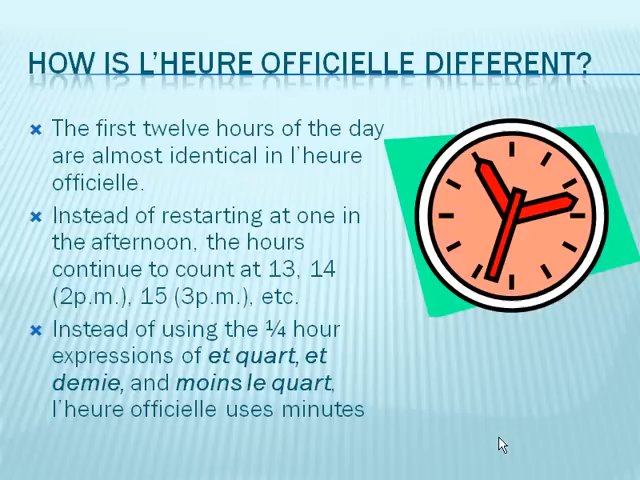 HOW IS L'HEURE OFFICIELLE DIFFERENT?
The first twelve hours of the day
are almost identical in l'heure
officielle.
Instead of restarting at one in
the afternoon, the hours
continue to count at 13, 14
(2p.m.), 15 (3p.m.), etc.
Instead of using the ¼ hour
expressions of et quart, et
demie, and moins le quart,
l'heure officielle uses minutes